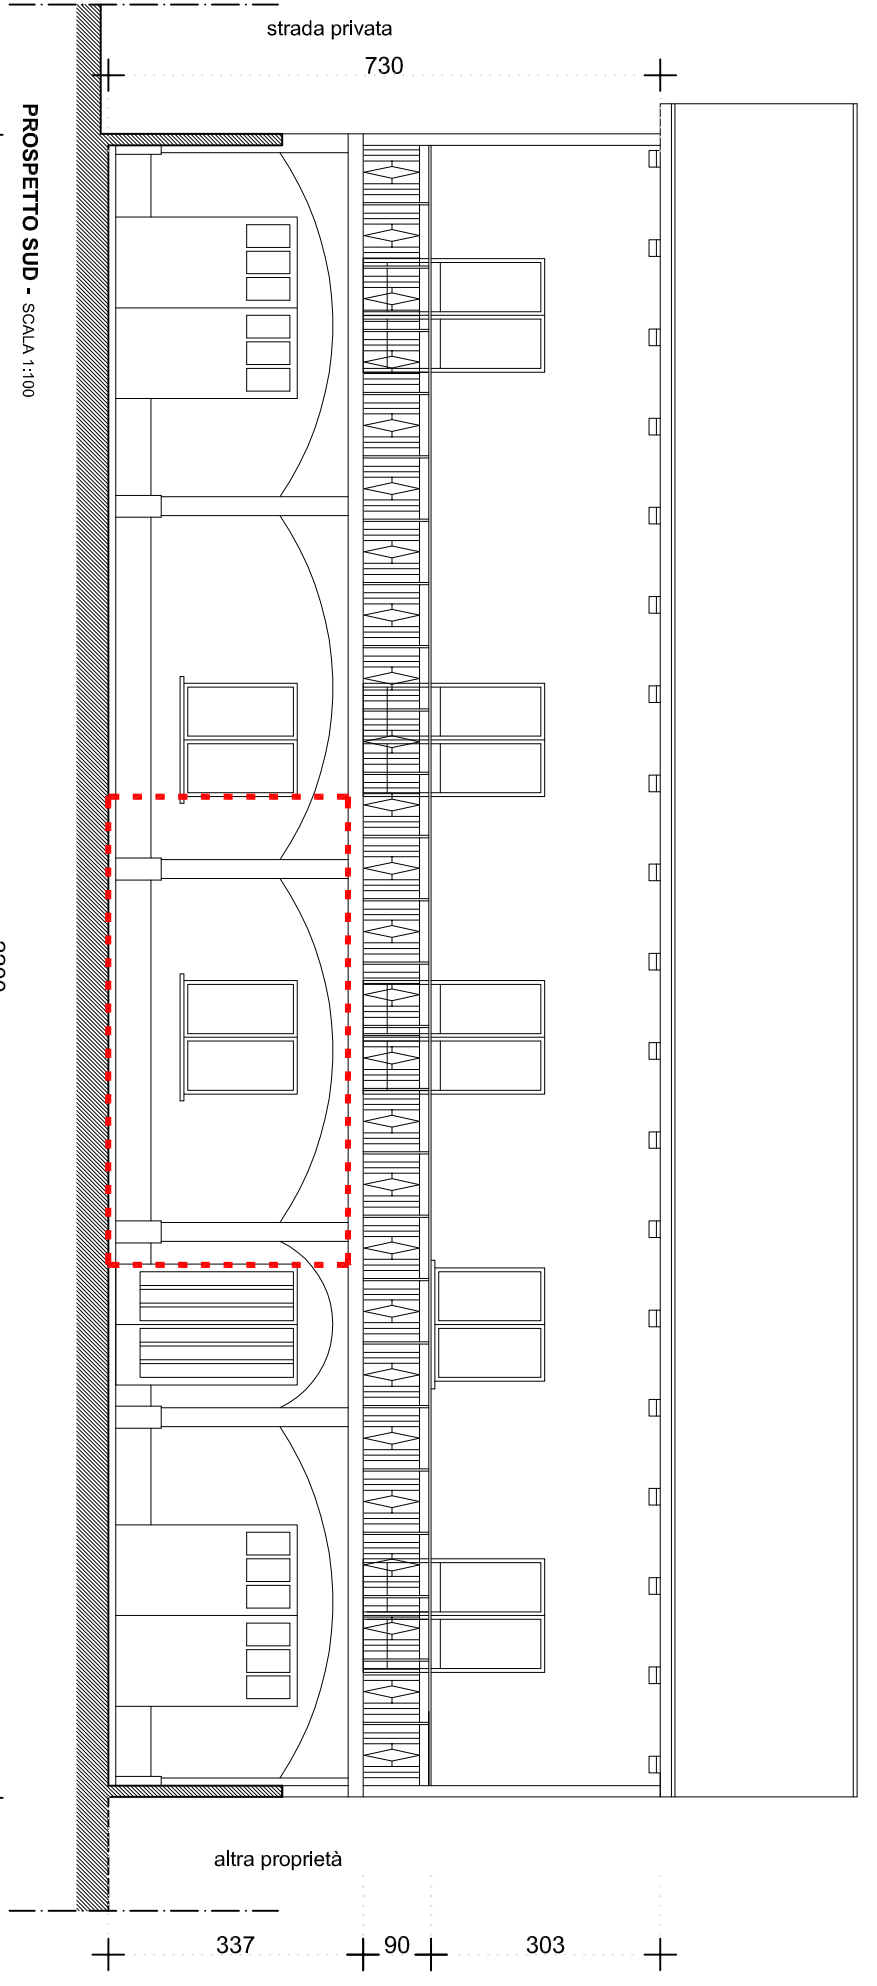 strada privata
730
PROSPETTO SUD - SCALA 1:100
altra proprietà
337 90 303